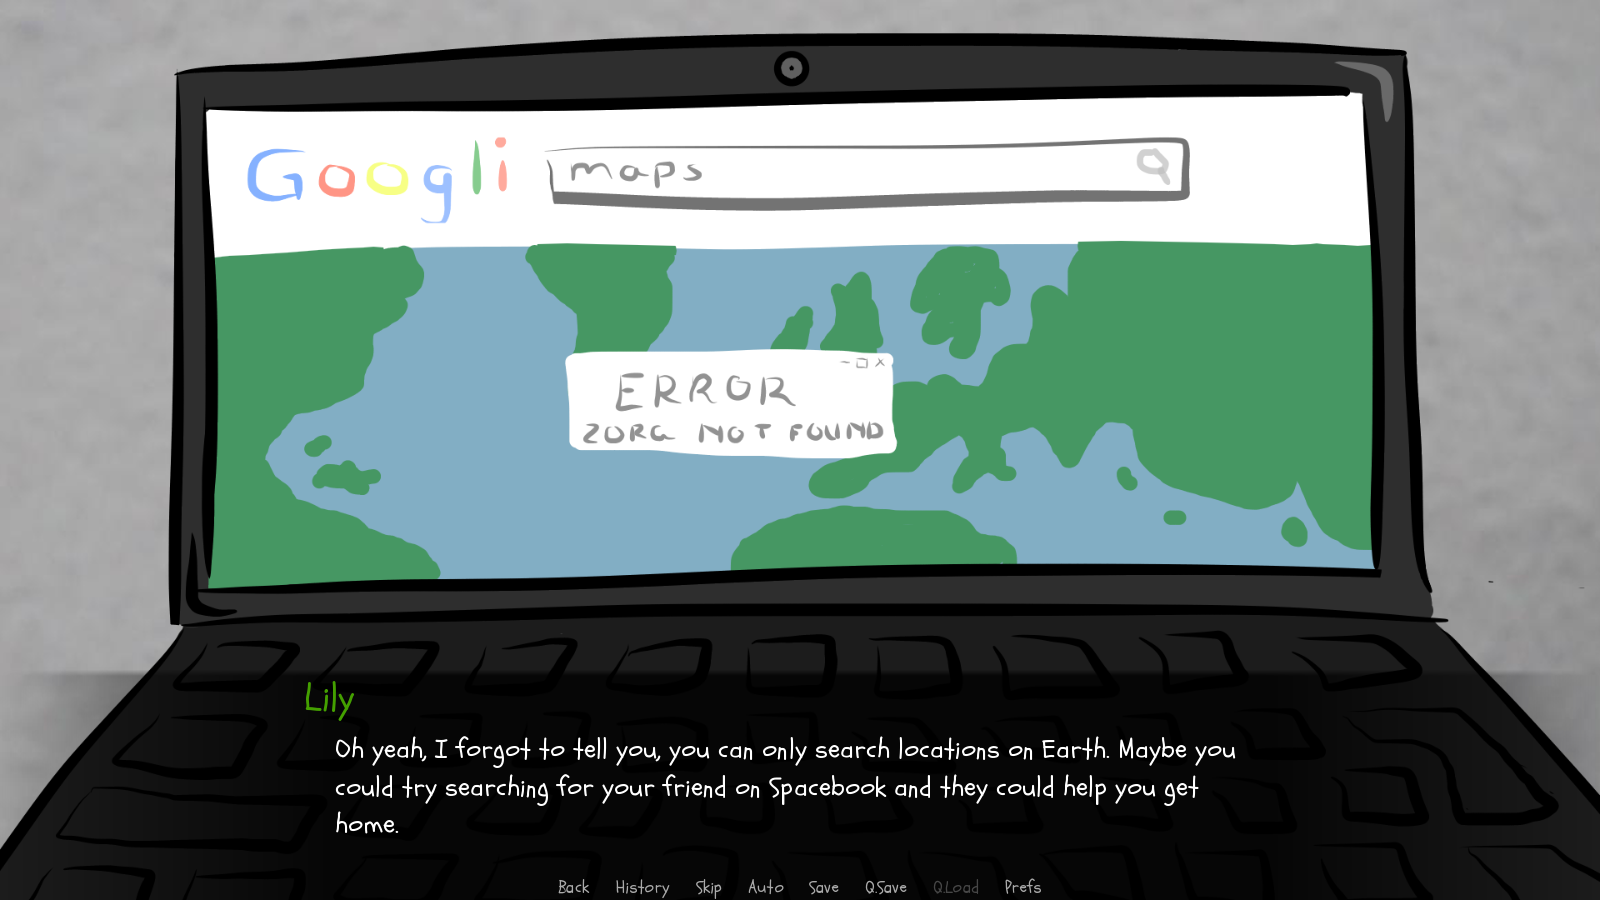 Googli maps
- □ x
ERROR
ZORG NOT FOUND
Lily
Oh yeah, I forgot to tell you, you can only search locations on Earth. Maybe you
could try searching for your friend on Spacebook and they could help you get
home.
Back History Skip Auto Save Q.Save Q.Load Prefs